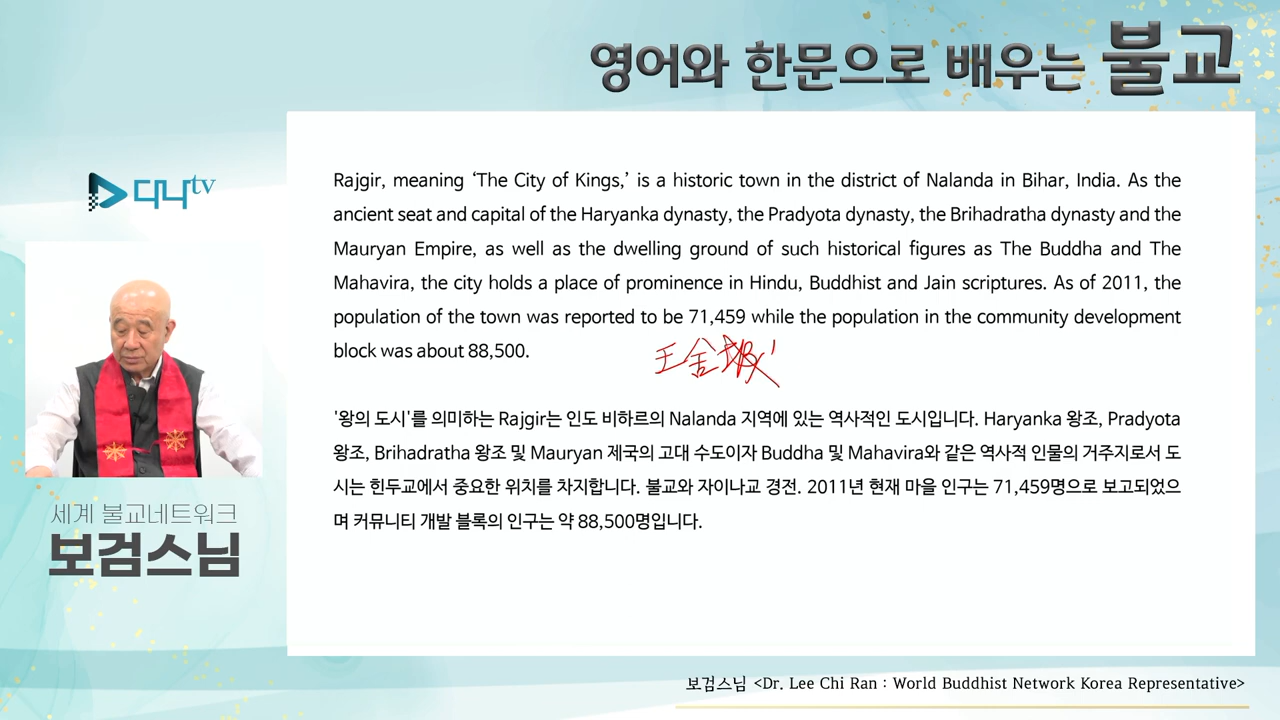 영어와 한문으로 배우는 불교
디나tv
Rajgir, meaning ‘The City of Kings,’ is a historic town in the district of Nalanda in Bihar, India. As the
ancient seat and capital of the Haryanka dynasty, the Pradyota dynasty, the Brihadratha dynasty and the
Mauryan Empire, as well as the dwelling ground of such historical figures as The Buddha and The
Mahavira, the city holds a place of prominence in Hindu, Buddhist and Jain scriptures. As of 2011, the
population of the town was reported to be 71,459 while the population in the community development
block was about 88,500.
王舍城
'왕의 도시'를 의미하는 Rajgir는 인도 비하르의 Nalanda 지역에 있는 역사적인 도시입니다. Haryanka 왕조, Pradyota
왕조, Brihadratha 왕조 및 Mauryan 제국의 고대 수도이자 Buddha 및 Mahavira와 같은 역사적 인물의 거주지로서 도
시는 힌두교에서 중요한 위치를 차지합니다. 불교와 자이나교 경전. 2011년 현재 마을 인구는 71,459명으로 보고되었으
며 커뮤니티 개발 블록의 인구는 약 88,500명입니다.
세계 불교네트워크
보검스님
보검스님 <Dr. Lee Chi Ran : World Buddhist Network Korea Representative>